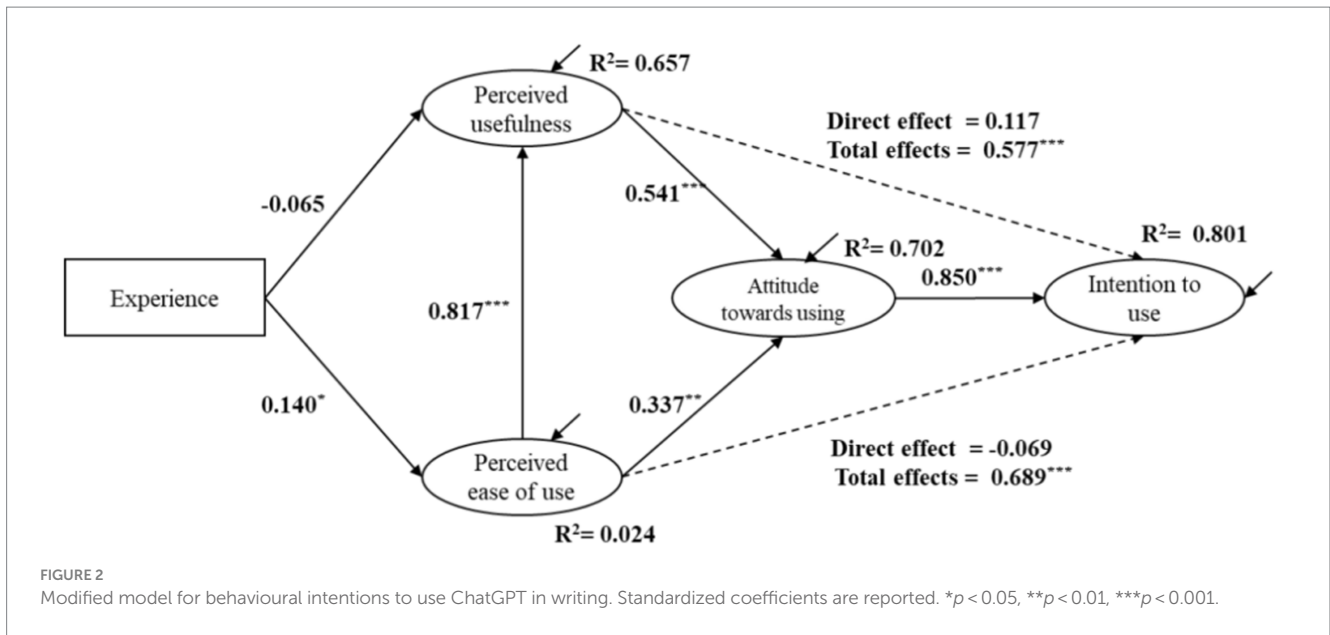 R²= 0.657
Perceived
usefulness
Direct effect = 0.117
Total effects = 0.577***
-0.065
0.541***
R²= 0.801
R²= 0.702
0.850***
Experience
0.817***
Attitude
towards using
Intention to
use
0.140*
0.337**
Perceived
ease of use
Direct effect = -0.069
Total effects = 0.689***
R²= 0.024
FIGURE 2
Modified model for behavioural intentions to use ChatGPT in writing. Standardized coefficients are reported. *p < 0.05, **p < 0.01, ***p < 0.001.